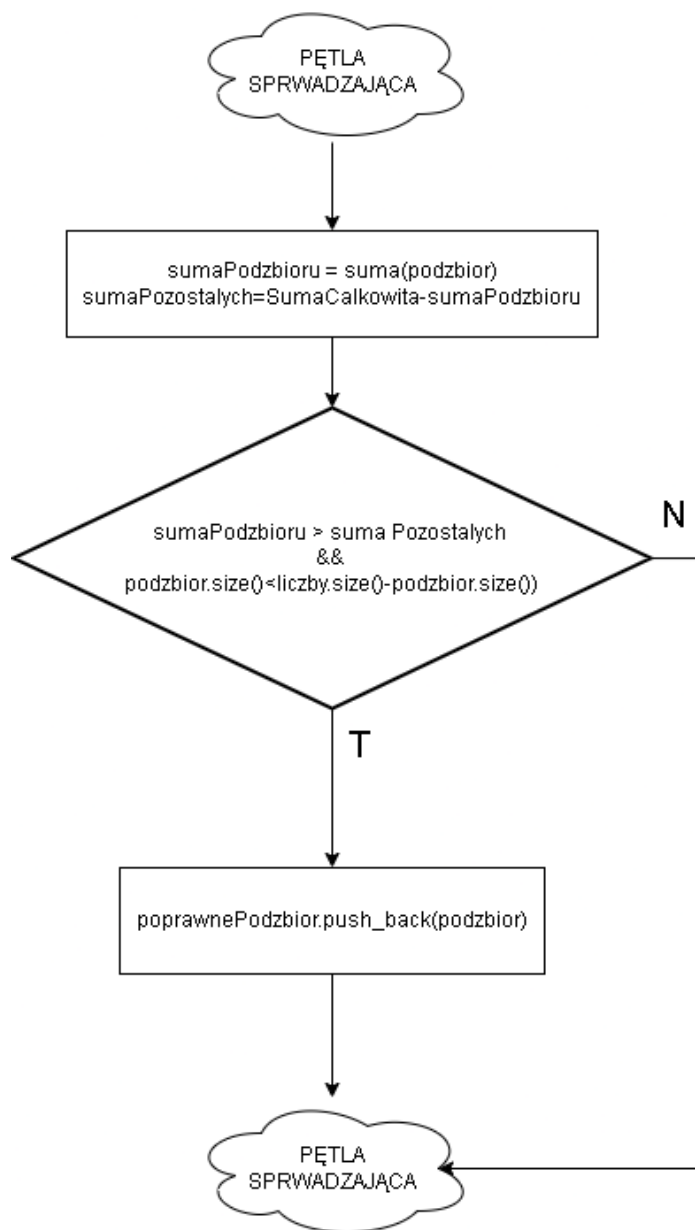 PĘTLA
SPRWADZAJĄCA
sumaPodzbioru = suma(podzbior)
sumaPozostalych=SumaCalkowita-sumaPodzbioru
sumaPodzbioru > suma Pozostalych
&&
podzbior.size()<liczby.size()-podzbior.size())
N
T
poprawnePodzbior.push_back(podzbior)
PĘTLA
SPRWADZAJĄCA